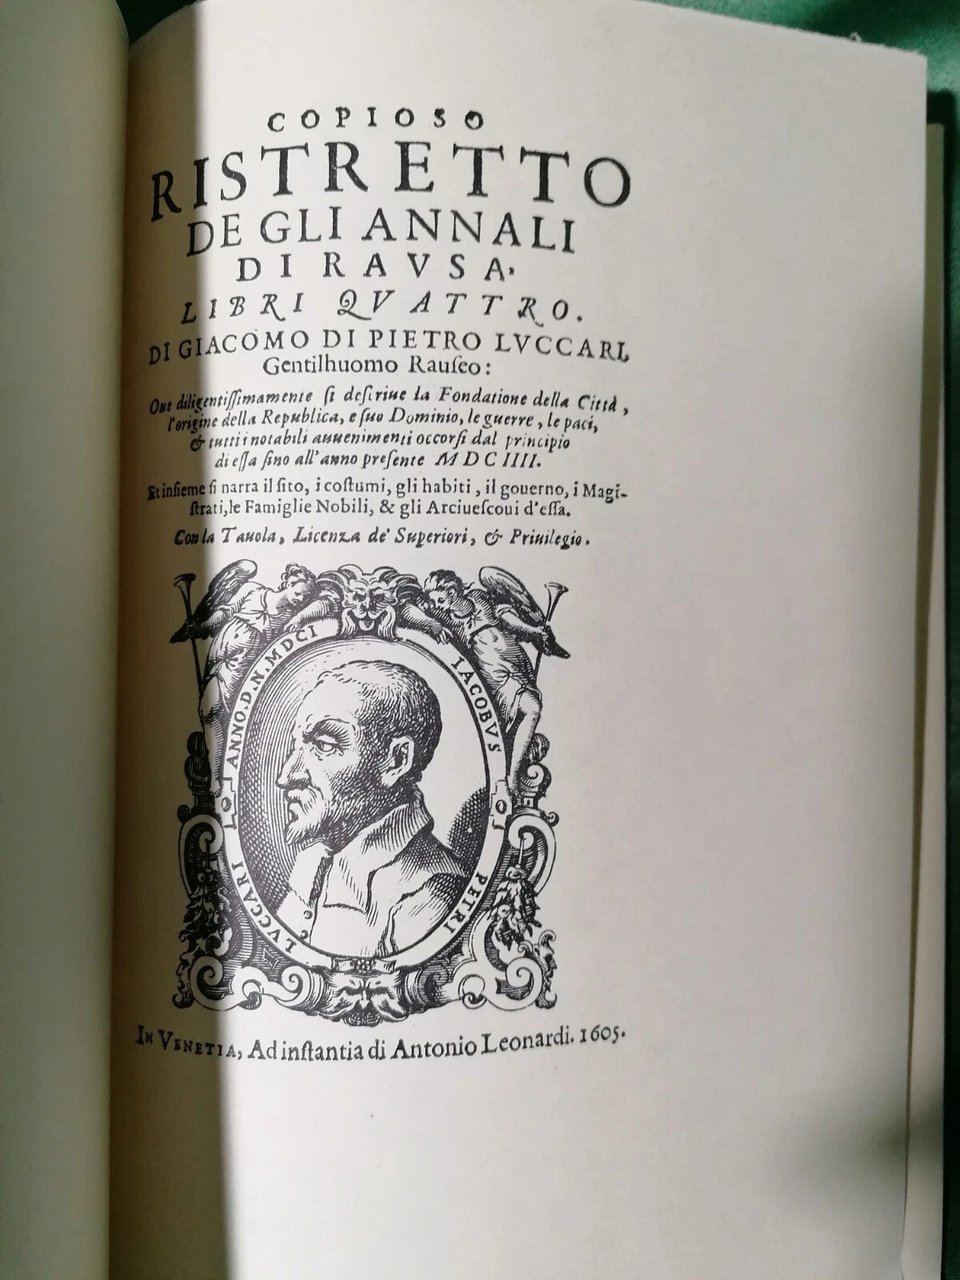 COPIOSO
RISTRETTO
DE GLI ANNALI
DI RAVSA,
LIBRI QVATTRO.
DI GIACOMO DI PIETRO LVCCARI,
Gentilhuomo Rauſeo:
Oue diligentiſſimamente ſi deſcriue la Fondatione della Città,
l'origine della Republica, e ſuo Dominio, le guerre, le paci,
& tutti i notabili auuenimenti occorſi dal principio
di eſſa ſino all'anno preſente MDCIIII.
Et inſieme ſi narra il ſito, i coſtumi, gli habiti, il gouerno, i Magi-
ſtrati, le Famiglie Nobili, & gli Arciueſcoui d'eſſa.
Con la Tauola, Licenza de' Superiori, & Priuilegio.
ANNO. D. N. MDCI
IACOBVS
PETRI
LVCCARI
IN VENETIA, Ad inſtantia di Antonio Leonardi. 1605.